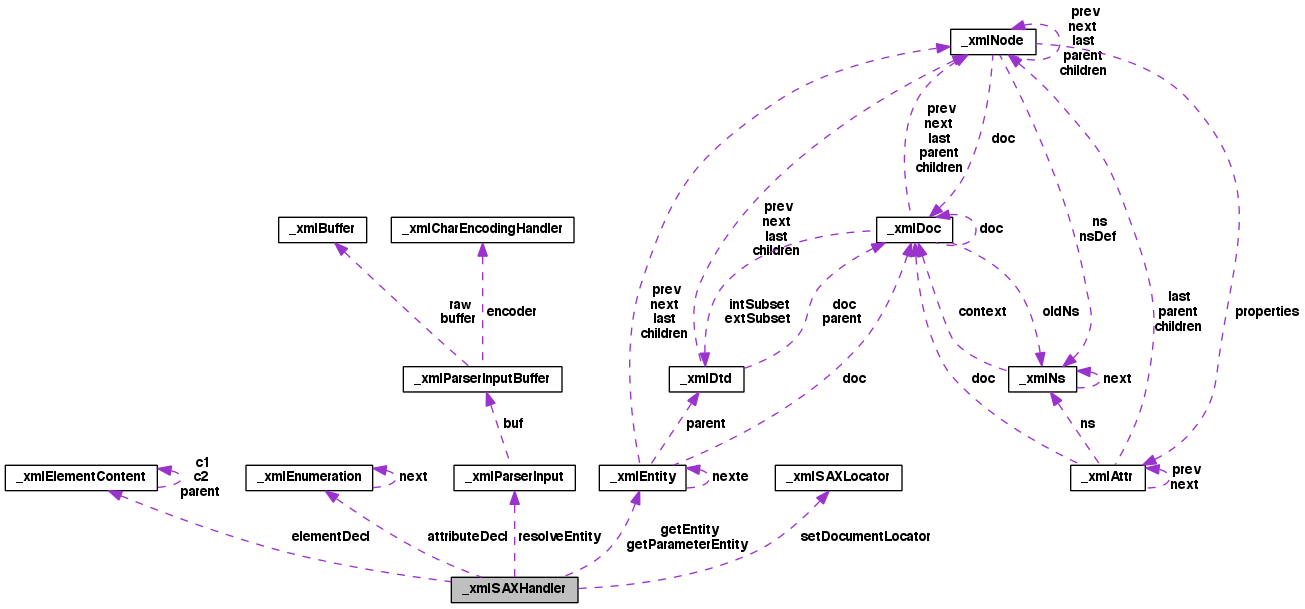 prev
next
last
parent
children
_xmlNode
prev
next
last
parent
children
doc
prev
next
last
children
ns
nsDef
_xmlBuffer
_xmlCharEncodingHandler
_xmlDoc
doc
prev
next
last
children
raw
buffer
encoder
intSubset
extSubset
doc
parent
context
oldNs
last
parent
children
properties
_xmlParserInputBuffer
_xmlDtd
doc
_xmlNs
next
doc
buf
parent
ns
_xmlElementContent
c1
c2
parent
_xmlEnumeration
next
_xmlParserInput
_xmlEntity
nexte
_xmlSAXLocator
_xmlAttr
prev
next
elementDecl
attributeDecl
resolveEntity
getEntity
getParameterEntity
setDocumentLocator
_xmlSAXHandler